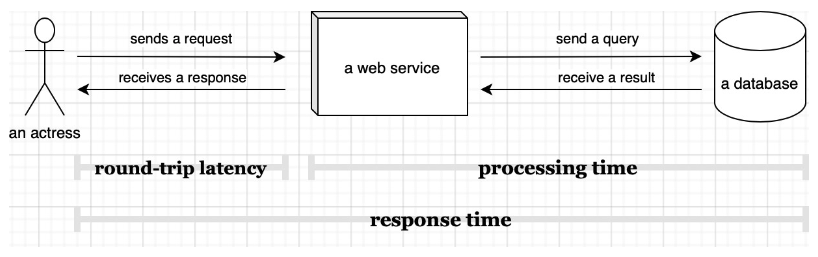 sends a request
send a query
a web service
receives a response
receive a result
a database
an actress
round-trip latency
processing time
response time